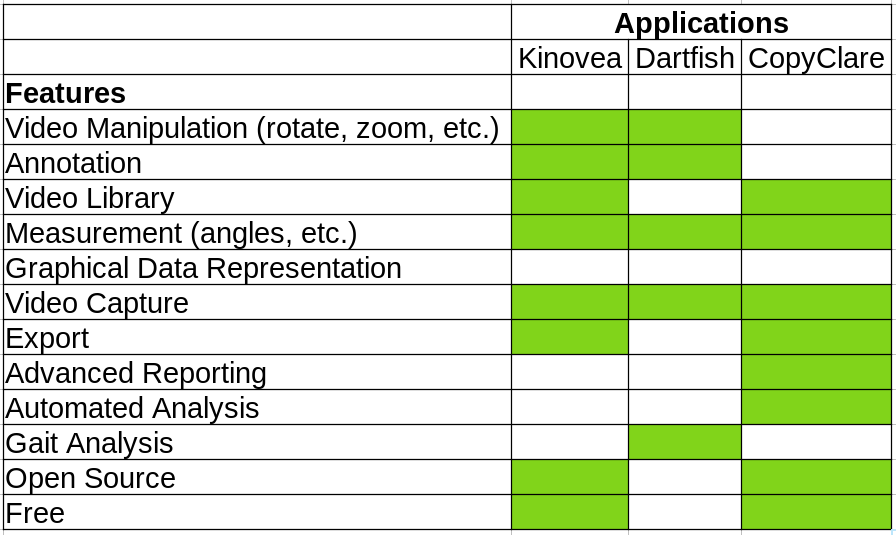 Applications
Kinovea Dartfish CopyClare
Features
Video Manipulation (rotate, zoom, etc.)
Annotation
Video Library
Measurement (angles, etc.)
Graphical Data Representation
Video Capture
Export
Advanced Reporting
Automated Analysis
Gait Analysis
Open Source
Free